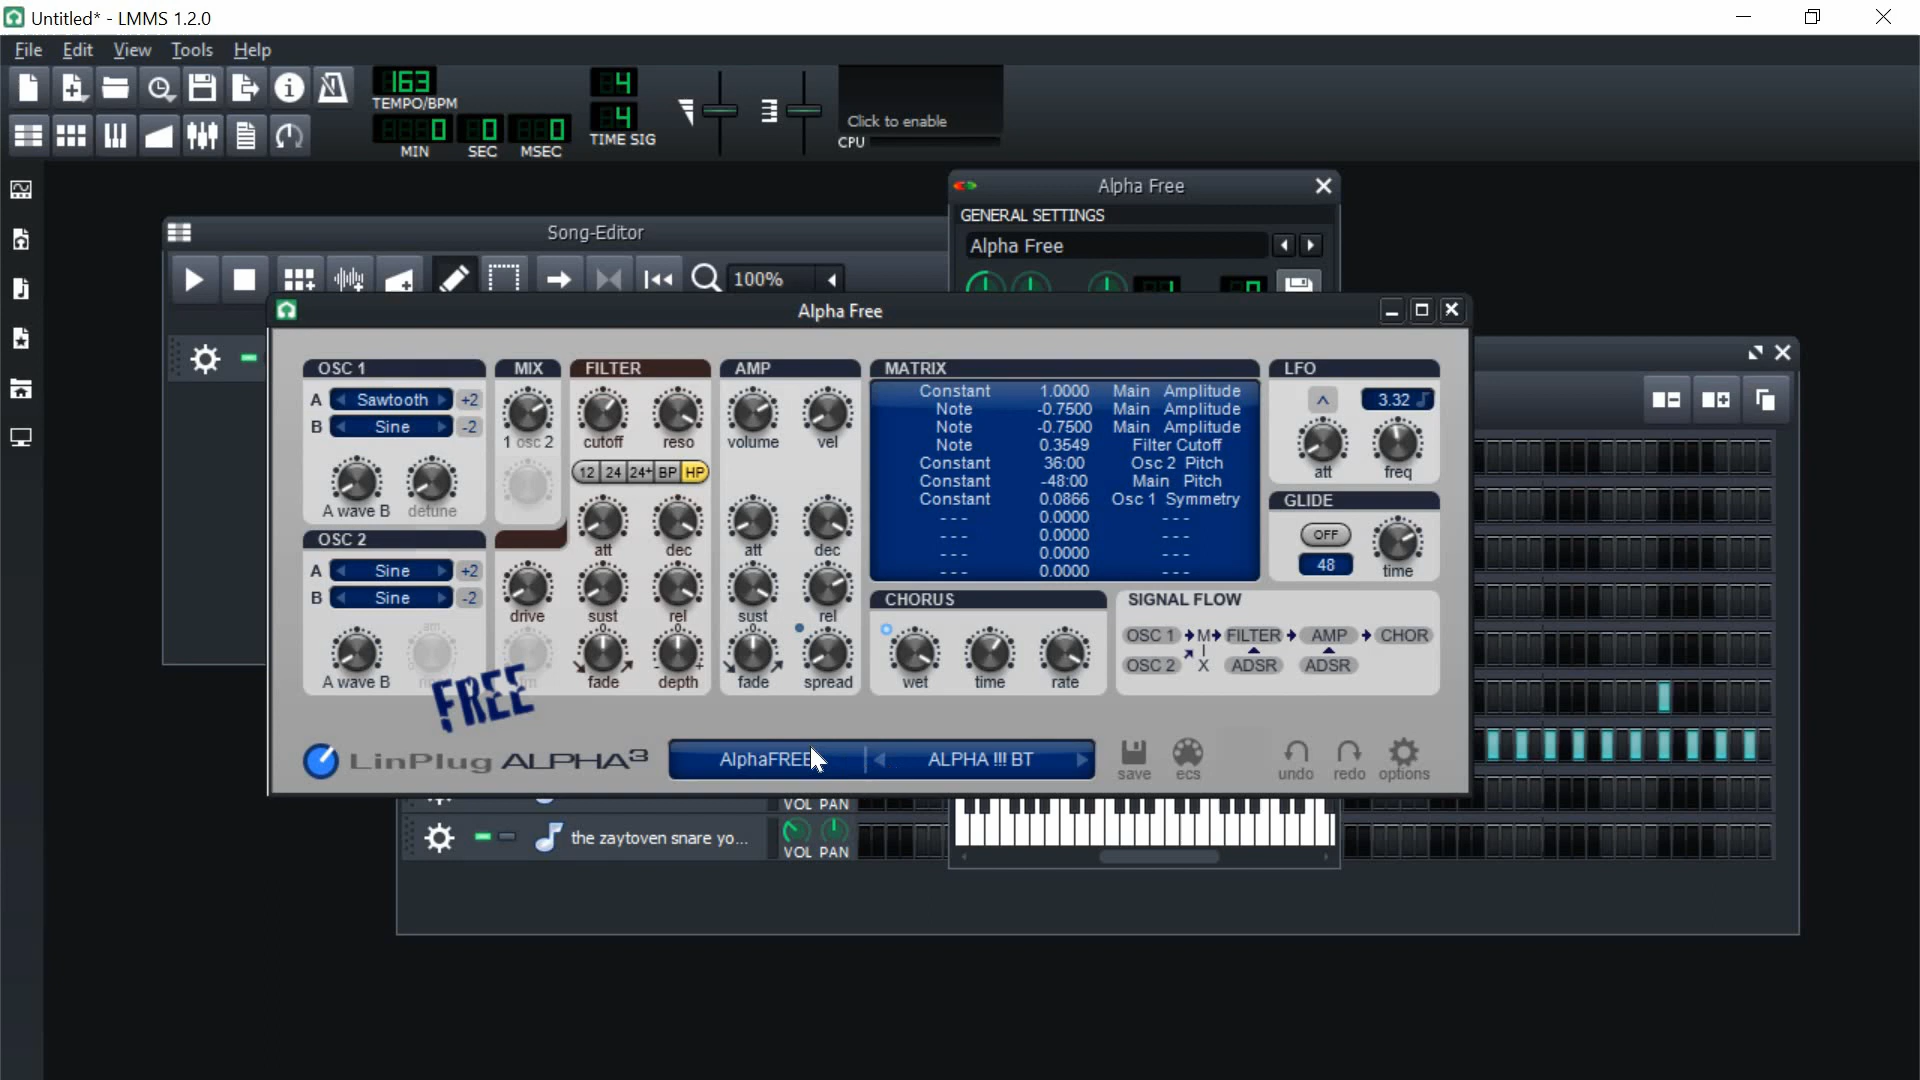 Untitled* - LMMS 1.2.0
File Edit View Tools Help
163
TEMPO/BPM
0 0 0
MIN SEC MSEC
4
4
TIME SIG
Click to enable
CPU
Song-Editor
100%
Alpha Free
GENERAL SETTINGS
Alpha Free
Alpha Free
OSC 1
A Sawtooth +2
B Sine -2
A wave B detune
OSC 2
A Sine +2
B Sine -2
am
A wave B
MIX
1 osc 2
drive
fm
FREE
FILTER
cutoff reso
12 24 24+ BP HP
att dec
sust rel
0 0
fade depth
AMP
volume vel
att dec
sust rel
0
fade spread
MATRIX
Constant 1.0000 Main Amplitude
Note -0.7500 Main Amplitude
Note -0.7500 Main Amplitude
Note 0.3549 Filter Cutoff
Constant 36:00 Osc 2 Pitch
Constant -48:00 Main Pitch
Constant 0.0866 Osc 1 Symmetry
--- 0.0000 ---
--- 0.0000 ---
--- 0.0000 ---
--- 0.0000 ---
LFO
3.32
att freq
GLIDE
OFF
48
time
CHORUS
wet time rate
SIGNAL FLOW
OSC 1 M FILTER AMP CHOR
OSC 2 X ADSR ADSR
LinPlug ALPHA3
AlphaFREE ALPHA !!! BT
save ecs undo redo options
VOL PAN
the zaytoven snare yo...
VOL PAN